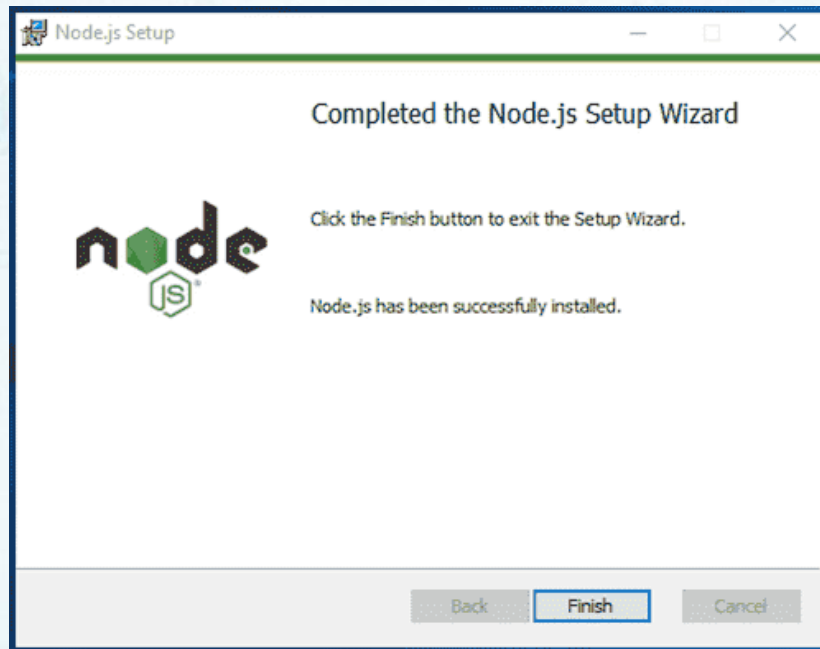 Node.js Setup
Completed the Node.js Setup Wizard
Click the Finish button to exit the Setup Wizard.
node
JS®
Node.js has been successfully installed.
Back Finish Cancel